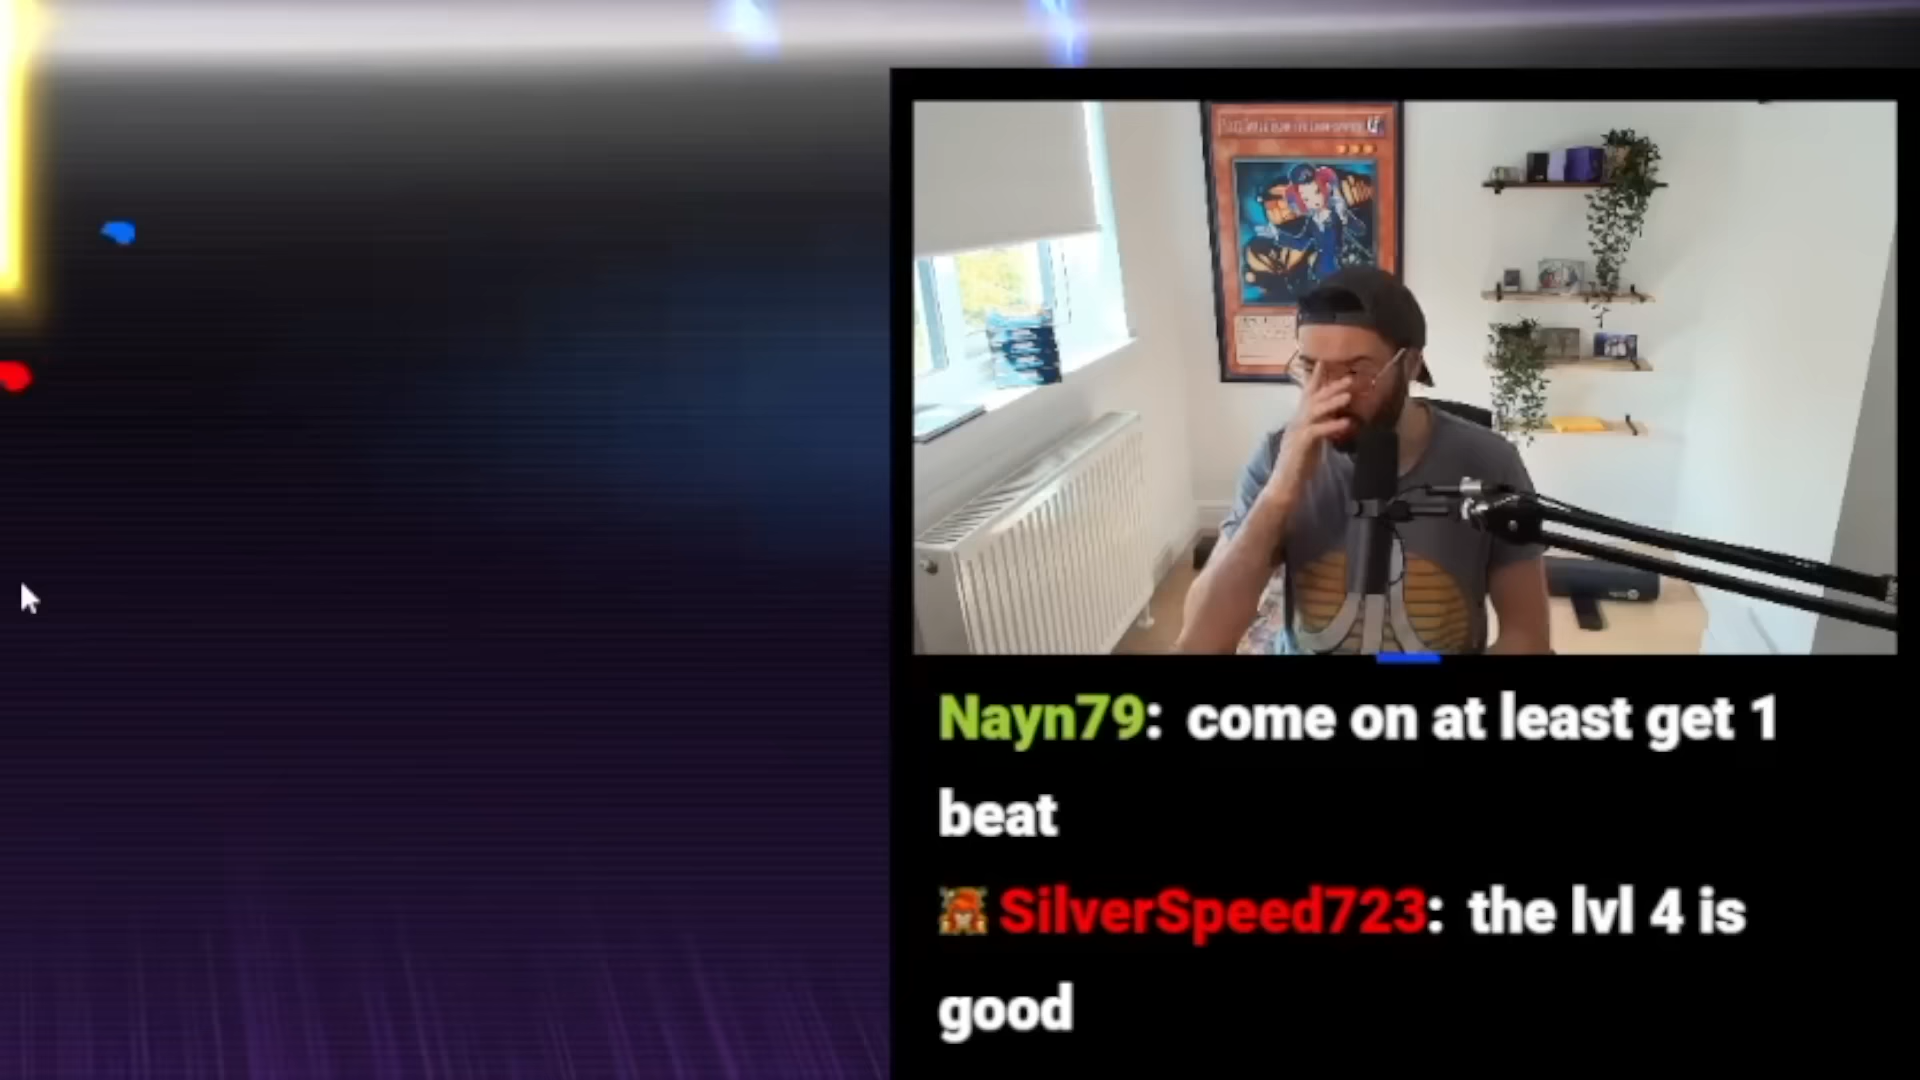 Nayn79: come on at least get 1
beat
SilverSpeed723: the lvl 4 is
good